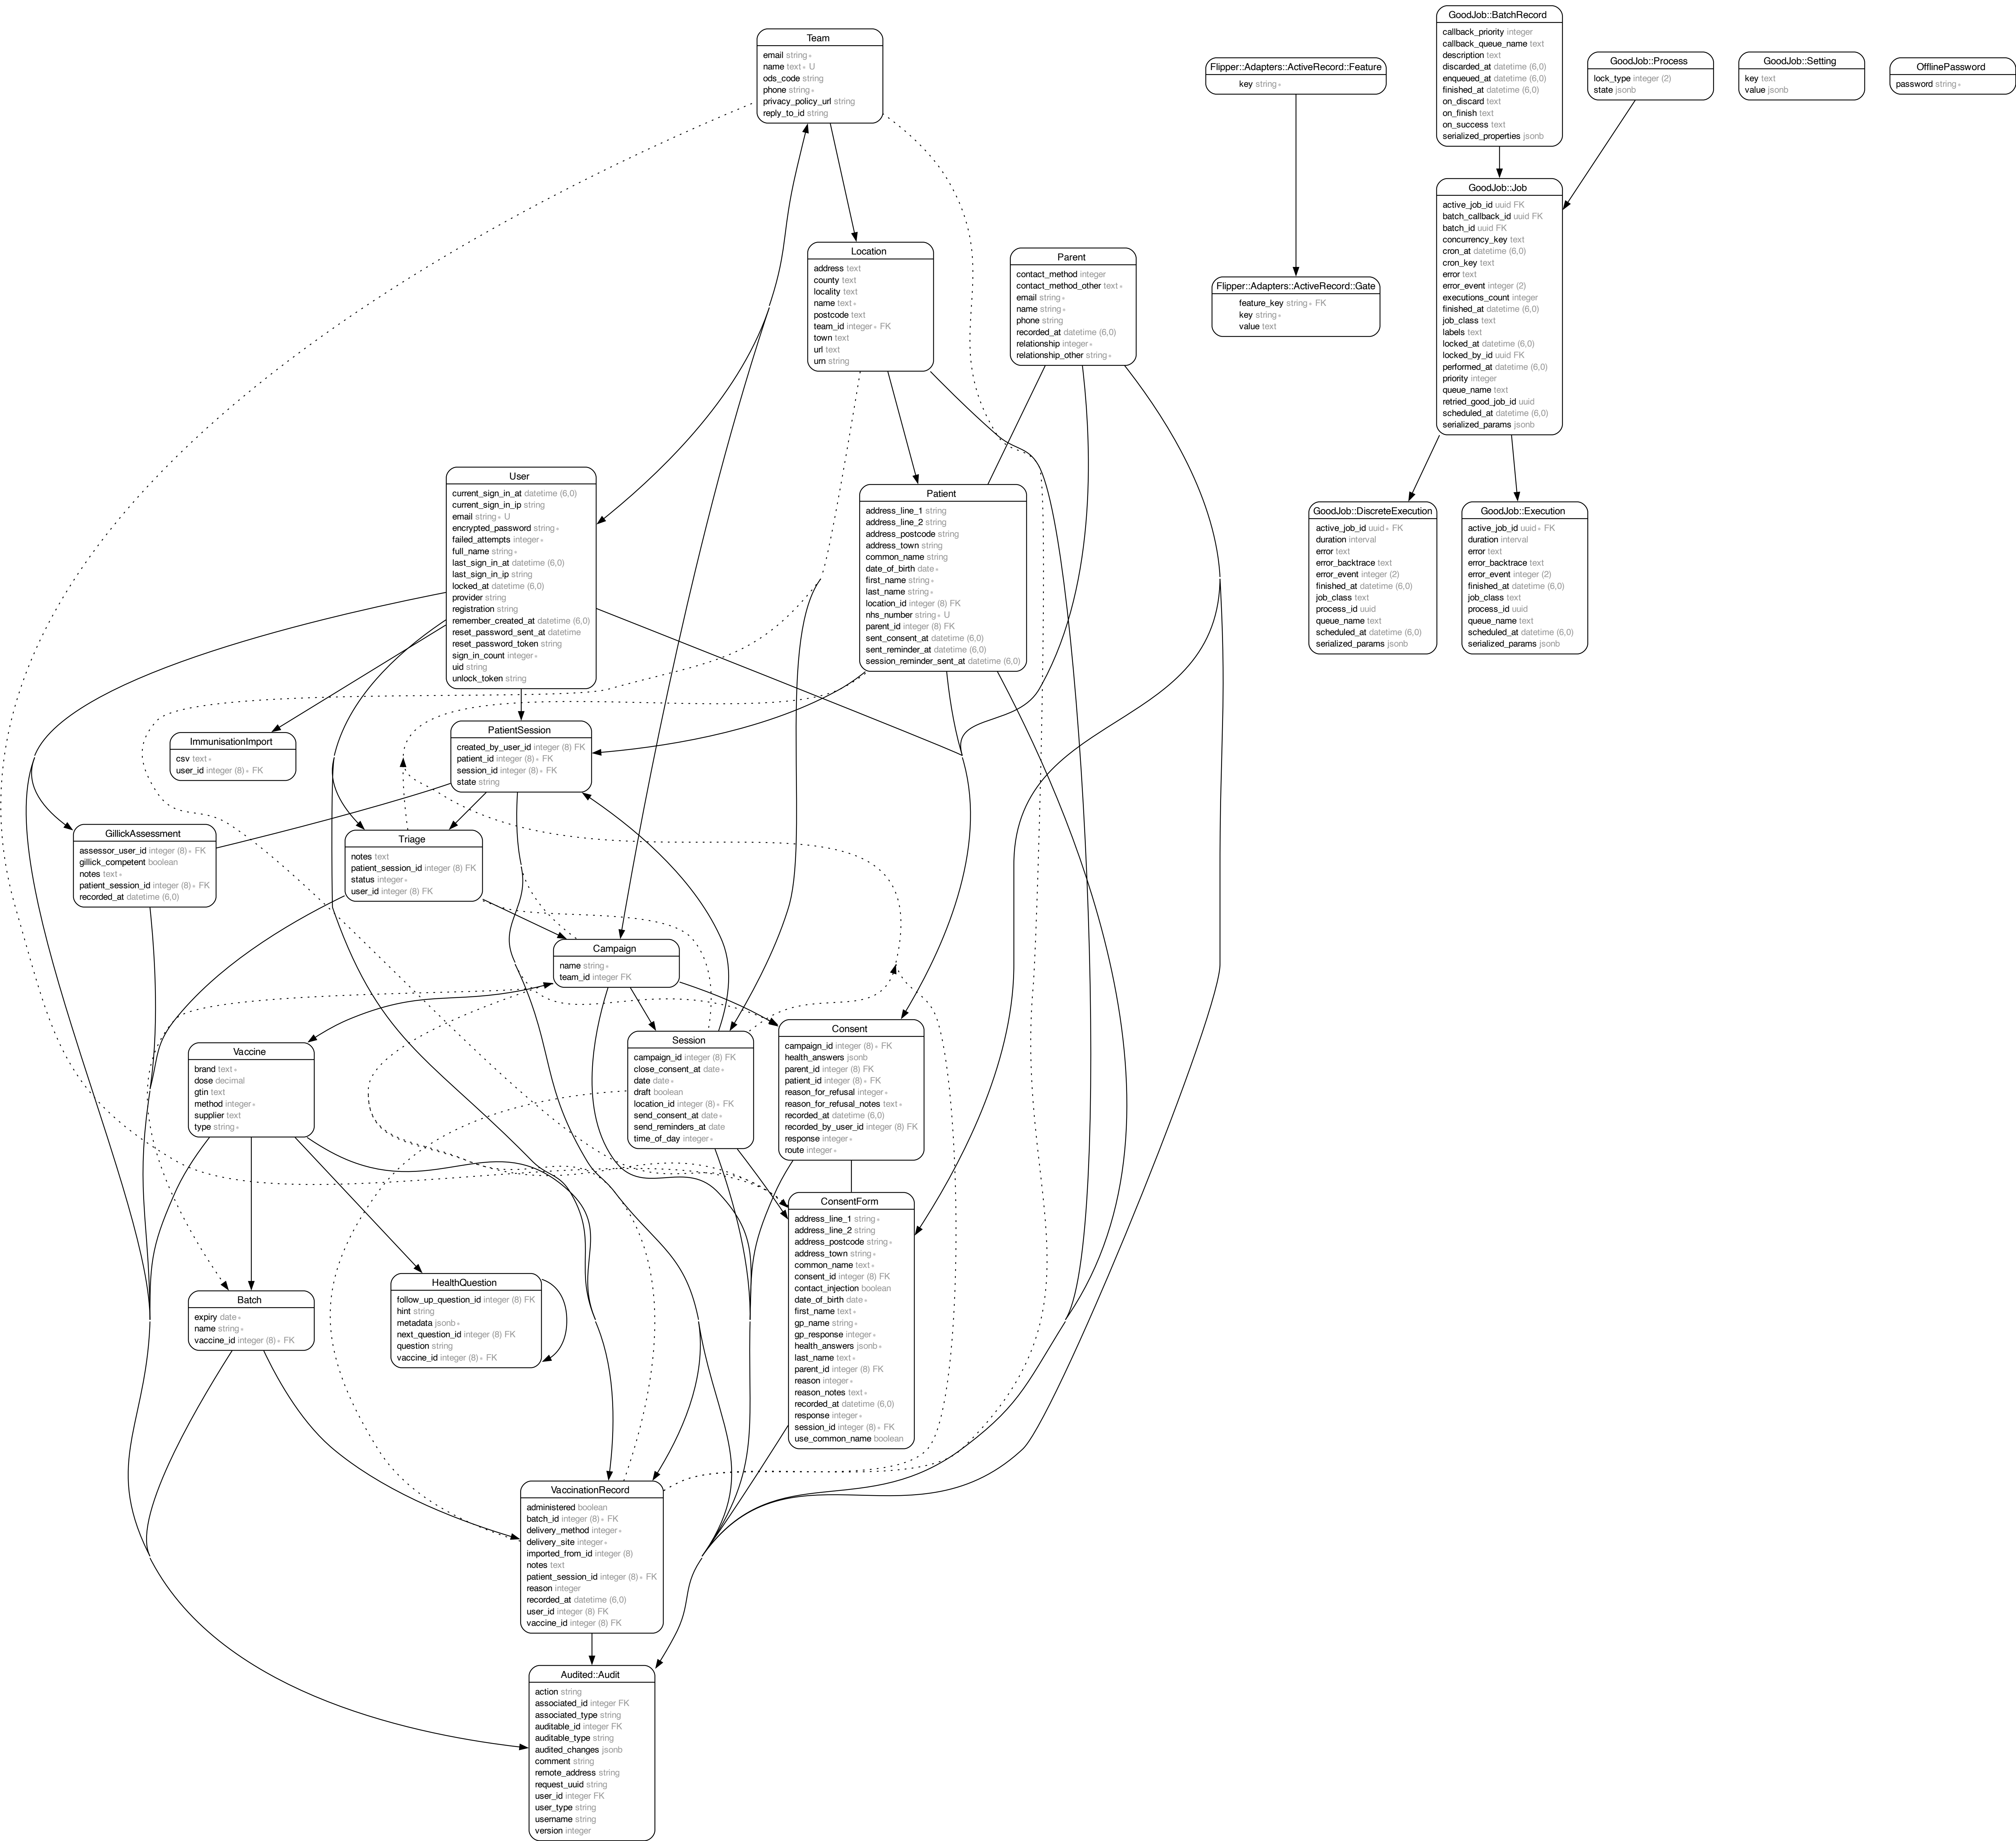 Team
email string ∗
name text ∗ U
ods_code string
phone string ∗
privacy_policy_url string
reply_to_id string
Flipper::Adapters::ActiveRecord::Feature
key string ∗
GoodJob::BatchRecord
callback_priority integer
callback_queue_name text
description text
discarded_at datetime (6,0)
enqueued_at datetime (6,0)
finished_at datetime (6,0)
on_discard text
on_finish text
on_success text
serialized_properties jsonb
GoodJob::Process
lock_type integer (2)
state jsonb
GoodJob::Setting
key text
value jsonb
OfflinePassword
password string ∗
Location
address text
county text
locality text
name text ∗
postcode text
team_id integer ∗ FK
town text
url text
urn string
Parent
contact_method integer
contact_method_other text ∗
email string ∗
name string ∗
phone string
recorded_at datetime (6,0)
relationship integer ∗
relationship_other string ∗
Flipper::Adapters::ActiveRecord::Gate
feature_key string ∗ FK
key string ∗
value text
GoodJob::Job
active_job_id uuid FK
batch_callback_id uuid FK
batch_id uuid FK
concurrency_key text
cron_at datetime (6,0)
cron_key text
error text
error_event integer (2)
executions_count integer
finished_at datetime (6,0)
job_class text
labels text
locked_at datetime (6,0)
locked_by_id uuid FK
performed_at datetime (6,0)
priority integer
queue_name text
retried_good_job_id uuid
scheduled_at datetime (6,0)
serialized_params jsonb
User
current_sign_in_at datetime (6,0)
current_sign_in_ip string
email string ∗ U
encrypted_password string ∗
failed_attempts integer ∗
full_name string ∗
last_sign_in_at datetime (6,0)
last_sign_in_ip string
locked_at datetime (6,0)
provider string
registration string
remember_created_at datetime (6,0)
reset_password_sent_at datetime
reset_password_token string
sign_in_count integer ∗
uid string
unlock_token string
Patient
address_line_1 string
address_line_2 string
address_postcode string
address_town string
common_name string
date_of_birth date ∗
first_name string ∗
last_name string ∗
location_id integer (8) FK
nhs_number string ∗ U
parent_id integer (8) FK
sent_consent_at datetime (6,0)
sent_reminder_at datetime (6,0)
session_reminder_sent_at datetime (6,0)
GoodJob::DiscreteExecution
active_job_id uuid ∗ FK
duration interval
error text
error_backtrace text
error_event integer (2)
finished_at datetime (6,0)
job_class text
process_id uuid
queue_name text
scheduled_at datetime (6,0)
serialized_params jsonb
GoodJob::Execution
active_job_id uuid ∗ FK
duration interval
error text
error_backtrace text
error_event integer (2)
finished_at datetime (6,0)
job_class text
process_id uuid
queue_name text
scheduled_at datetime (6,0)
serialized_params jsonb
ImmunisationImport
csv text ∗
user_id integer (8) ∗ FK
PatientSession
created_by_user_id integer (8) FK
patient_id integer (8) ∗ FK
session_id integer (8) ∗ FK
state string
GillickAssessment
assessor_user_id integer (8) ∗ FK
gillick_competent boolean
notes text ∗
patient_session_id integer (8) ∗ FK
recorded_at datetime (6,0)
Triage
notes text
patient_session_id integer (8) FK
status integer ∗
user_id integer (8) FK
Campaign
name string ∗
team_id integer FK
Vaccine
brand text ∗
dose decimal
gtin text
method integer ∗
supplier text
type string ∗
Session
campaign_id integer (8) FK
close_consent_at date ∗
date date ∗
draft boolean
location_id integer (8) ∗ FK
send_consent_at date ∗
send_reminders_at date
time_of_day integer ∗
Consent
campaign_id integer (8) ∗ FK
health_answers jsonb
parent_id integer (8) FK
patient_id integer (8) ∗ FK
reason_for_refusal integer ∗
reason_for_refusal_notes text ∗
recorded_at datetime (6,0)
recorded_by_user_id integer (8) FK
response integer ∗
route integer ∗
ConsentForm
address_line_1 string ∗
address_line_2 string
address_postcode string ∗
address_town string ∗
common_name text ∗
consent_id integer (8) FK
contact_injection boolean
date_of_birth date ∗
first_name text ∗
gp_name string ∗
gp_response integer ∗
health_answers jsonb ∗
last_name text ∗
parent_id integer (8) FK
reason integer ∗
reason_notes text ∗
recorded_at datetime (6,0)
response integer ∗
session_id integer (8) ∗ FK
use_common_name boolean
Batch
expiry date ∗
name string ∗
vaccine_id integer (8) ∗ FK
HealthQuestion
follow_up_question_id integer (8) FK
hint string
metadata jsonb ∗
next_question_id integer (8) FK
question string
vaccine_id integer (8) ∗ FK
VaccinationRecord
administered boolean
batch_id integer (8) ∗ FK
delivery_method integer ∗
delivery_site integer ∗
imported_from_id integer (8)
notes text
patient_session_id integer (8) ∗ FK
reason integer
recorded_at datetime (6,0)
user_id integer (8) FK
vaccine_id integer (8) FK
Audited::Audit
action string
associated_id integer FK
associated_type string
auditable_id integer FK
auditable_type string
audited_changes jsonb
comment string
remote_address string
request_uuid string
user_id integer FK
user_type string
username string
version integer